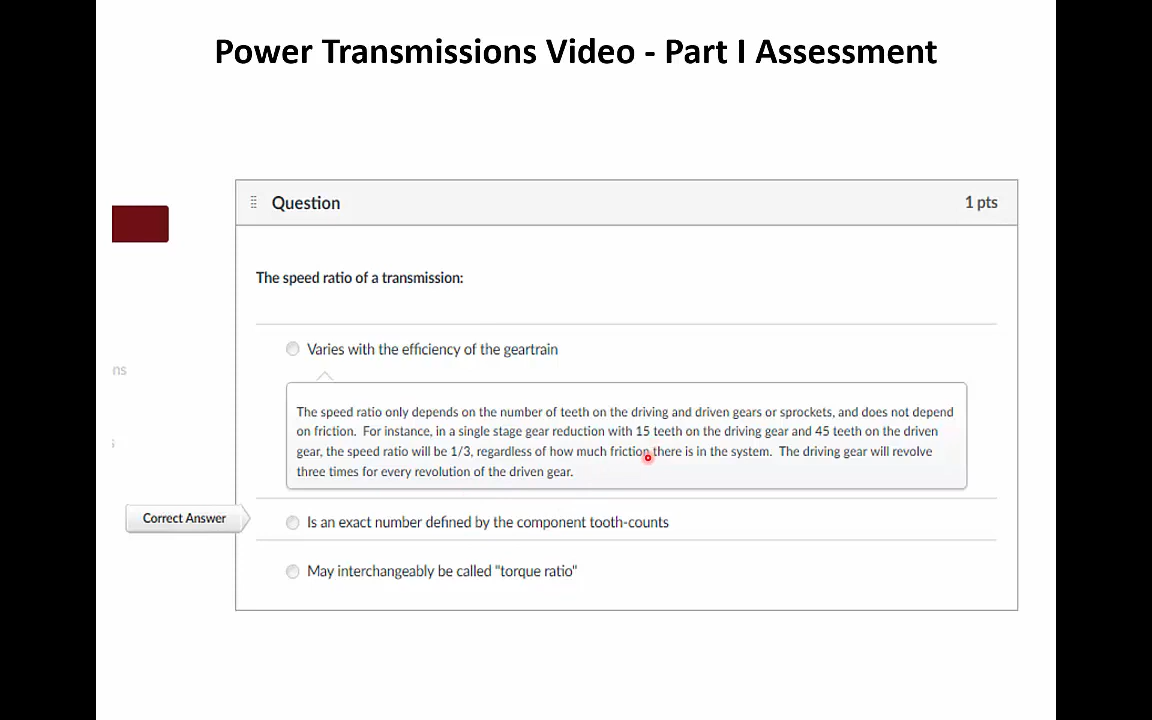 Power Transmissions Video - Part I Assessment
Question
1 pts
The speed ratio of a transmission:
Varies with the efficiency of the geartrain
ns
The speed ratio only depends on the number of teeth on the driving and driven gears or sprockets, and does not depend
on friction. For instance, in a single stage gear reduction with 15 teeth on the driving gear and 45 teeth on the driven
gear, the speed ratio will be 1/3, regardless of how much friction there is in the system. The driving gear will revolve
three times for every revolution of the driven gear.
Correct Answer
Is an exact number defined by the component tooth-counts
May interchangeably be called "torque ratio"